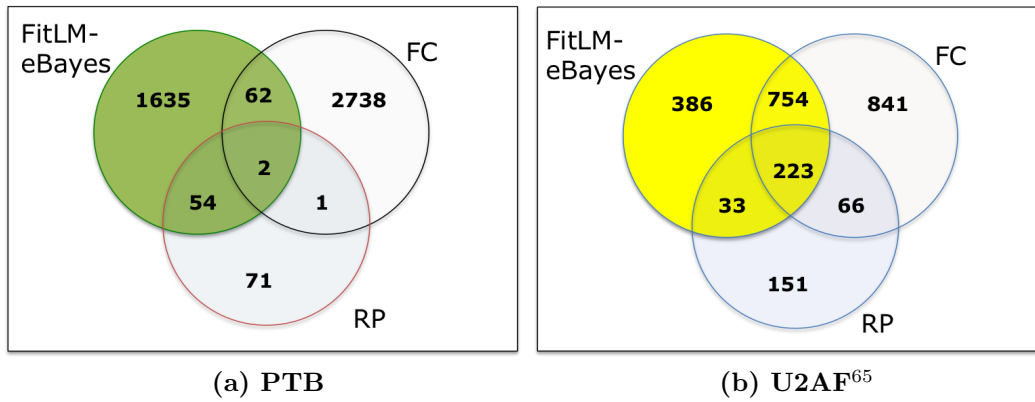 FitLM-
eBayes
FC
1635
62
2738
2
54
1
71
RP
(a) PTB
FitLM-
eBayes
FC
386
754
841
223
33
66
151
RP
(b) U2AF⁶⁵